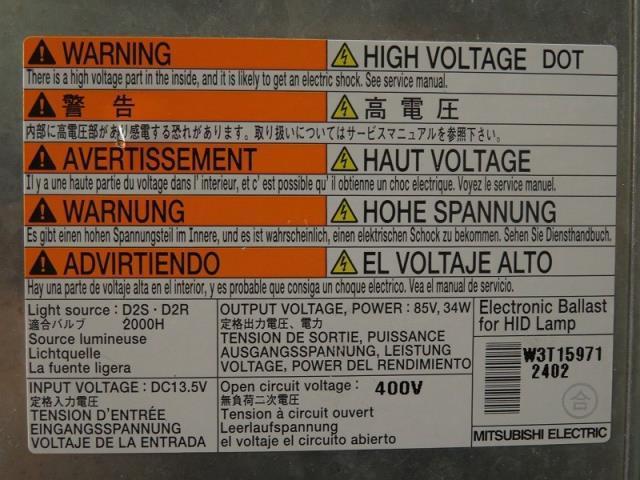 WARNING HIGH VOLTAGE DOT
There is a high voltage part in the inside, and it is likely to get an electric shock. See service manual.
警告 高電圧
内部に高電圧部があり感電する恐れがあります。取り扱いについてはサービスマニュアルを参照下さい。
AVERTISSEMENT HAUT VOLTAGE
Il y a une haute partie du voltage dans l' interieur, et c' est possible qu' il obtienne un choc electrique. Voyez le service manuel.
WARNUNG HOHE SPANNUNG
Es gibt einen hohen Spannungsteil im Innere, und es ist wahrscheinlich, einen elektrischen Schock zu bekommen. Sehen Sie Diensthandbuch.
ADVIRTIENDO EL VOLTAJE ALTO
Hay una parte de voltaje alta en el interior, y es probable que consiga un choque eléctrico. Vea el manual de servicio.
Light source : D2S · D2R
適合バルブ 2000H
Source lumineuse
Lichtquelle
La fuente ligera
OUTPUT VOLTAGE, POWER : 85V, 34W
定格出力電圧、電力
TENSION DE SORTIE, PUISSANCE
AUSGANGSSPANNUNG, LEISTUNG
VOLTAGE, POWER DEL RENDIMIENTO
Electronic Ballast
for HID Lamp
W3T15971
2402
合
MITSUBISHI ELECTRIC
INPUT VOLTAGE : DC13.5V
定格入力電圧
TENSION D'ENTRÉE
EINGANGSSPANNUNG
VOLTAJE DE LA ENTRADA
Open circuit voltage : 400V
無負荷二次電圧
Tension à circuit ouvert
Leerlaufspannung
el voltaje el circuito abierto